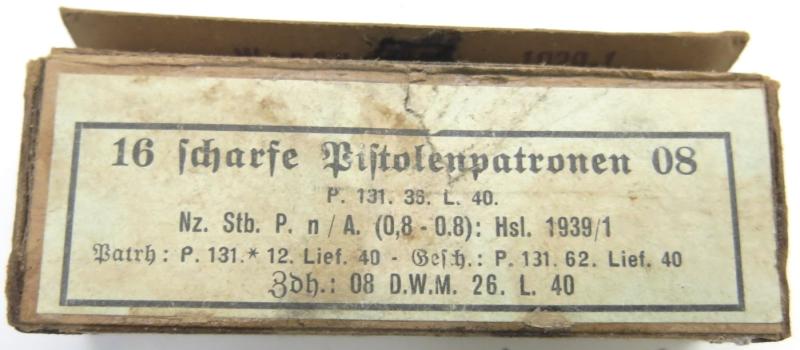 16 scharfe Pistolenpatronen 08
P. 131. 36. L. 40.
Nz. Stb. P. n / A. (0,8 - 0.8): Hsl. 1939/1
Patrh : P. 131.* 12. Lief. 40 - Gesch. : P. 131. 62. Lief. 40
Zdh.: 08 D.W.M. 26. L. 40